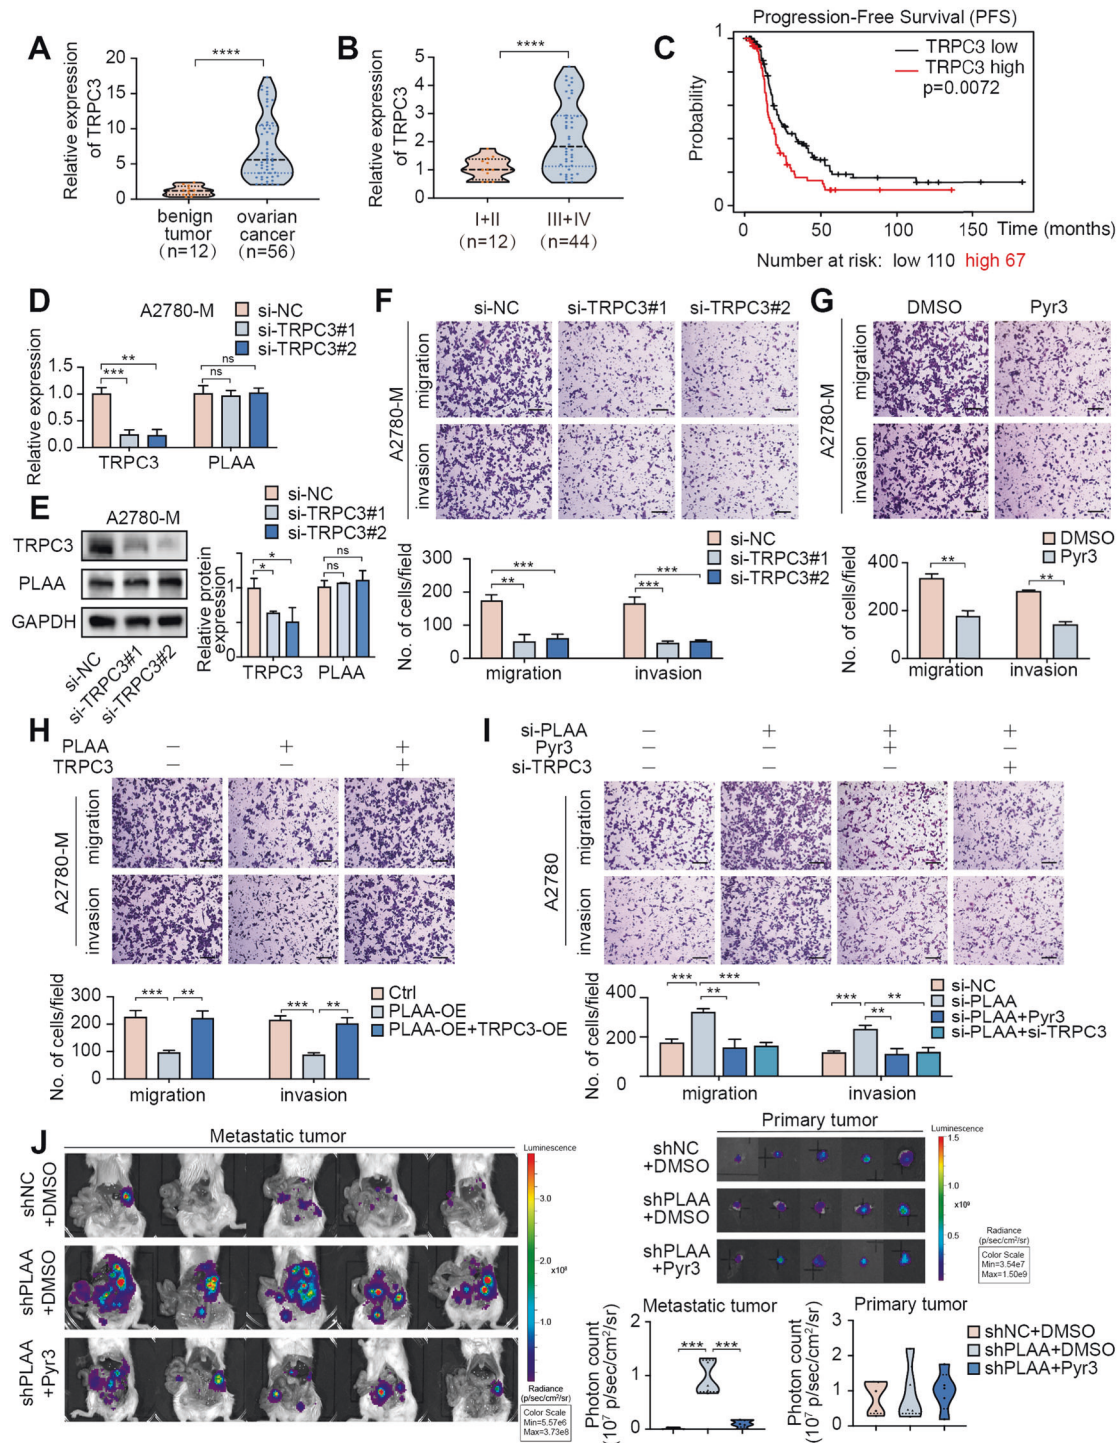 A
Relative expression
of TRPC3
20
15
10
5
0
****
benign
tumor
(n=12)
ovarian
cancer
(n=56)
B
Relative expression
of TRPC3
5
4
3
2
1
0
****
I+II
(n=12)
III+IV
(n=44)
C
Progression-Free Survival (PFS)
TRPC3 low
TRPC3 high
p=0.0072
Probability
1
0
0 50 100 150 Time (months)
Number at risk: low 110 high 67
D
A2780-M
si-NC
si-TRPC3#1
si-TRPC3#2
Relative expression
1.5
1.0
0.5
0.0
*** ** ns ns
TRPC3 PLAA
E
A2780-M
TRPC3
PLAA
GAPDH
si-NC
si-TRPC3#1
si-TRPC3#2
si-NC
si-TRPC3#1
si-TRPC3#2
Relative protein
expression
1
0
* * ns ns
TRPC3 PLAA
F
si-NC si-TRPC3#1 si-TRPC3#2
A2780-M
migration
invasion
No. of cells/field
300
200
100
0
si-NC
si-TRPC3#1
si-TRPC3#2
** *** *** ***
migration invasion
G
DMSO Pyr3
A2780-M
migration
invasion
DMSO
Pyr3
No. of cells/field
400
200
0
** **
migration invasion
H
PLAA − + +
TRPC3 − − +
A2780-M
migration
invasion
No. of cells/field
300
200
100
0
*** ** *** **
Ctrl
PLAA-OE
PLAA-OE+TRPC3-OE
migration invasion
I
si-PLAA − + + +
Pyr3 − − + −
si-TRPC3 − − − +
A2780
migration
invasion
No. of cells/field
400
200
0
*** *** ** *** ** **
si-NC
si-PLAA
si-PLAA+Pyr3
si-PLAA+si-TRPC3
migration invasion
J
Metastatic tumor
shNC
+DMSO
shPLAA
+DMSO
shPLAA
+Pyr3
Luminescence
3.0
2.0
x10⁸
1.0
Radiance
(p/sec/cm²/sr)
Color Scale
Min=5.57e6
Max=3.73e8
Primary tumor
shNC
+DMSO
shPLAA
+DMSO
shPLAA
+Pyr3
Luminescence
1.5
1.0
x10⁹
0.5
Radiance
(p/sec/cm²/sr)
Color Scale
Min=3.54e7
Max=1.50e9
Metastatic tumor
Photon count
(10⁷ p/sec/cm²/sr)
2
1
0
*** ***
Primary tumor
Photon count
(10⁷ p/sec/cm²/sr)
3
2
1
0
shNC+DMSO
shPLAA+DMSO
shPLAA+Pyr3